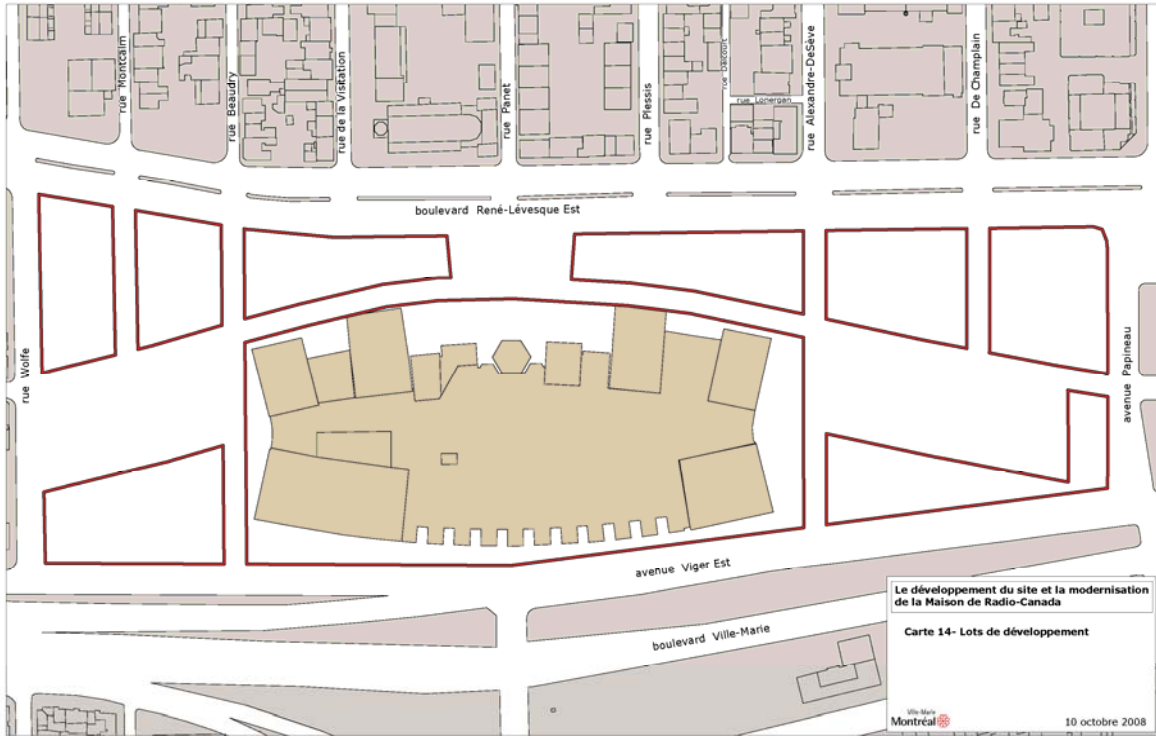 rue Montcalm
rue Beaudry
rue de la Visitation
rue Panet
rue Plessis
rue Dalcourt
rue Lonergan
rue Alexandre-DeSève
rue De Champlain
boulevard René-Lévesque Est
rue Wolfe
avenue Papineau
avenue Viger Est
boulevard Ville-Marie
Le développement du site et la modernisation
de la Maison de Radio-Canada
Carte 14- Lots de développement
Ville-Marie
Montréal
10 octobre 2008